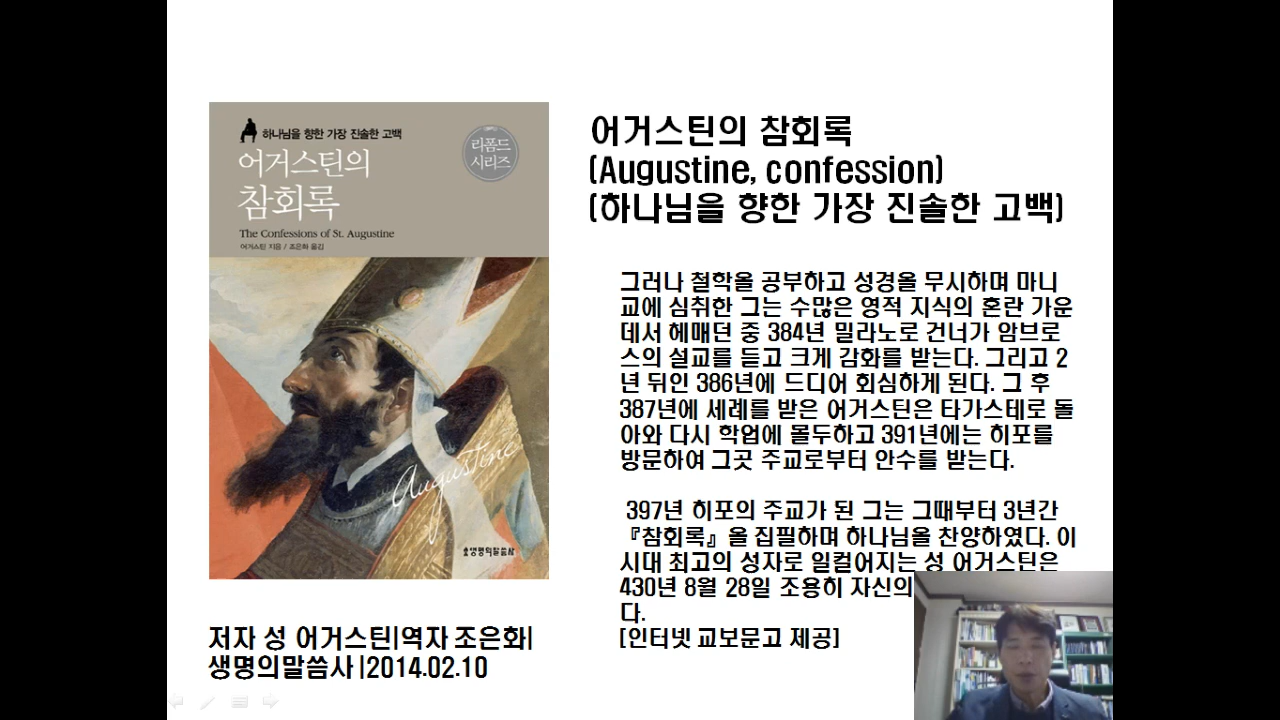 하나님을 향한 가장 진솔한 고백
어거스틴의
참회록
리폼드
시리즈
The Confessions of St. Augustine
어거스틴 지음 / 조은화 옮김
Augustine
생명의말씀사
저자 성 어거스틴|역자 조은화|
생명의말씀사 |2014.02.10
어거스틴의 참회록
(Augustine, confession)
(하나님을 향한 가장 진솔한 고백)
그러나 철학을 공부하고 성경을 무시하며 마니
교에 심취한 그는 수많은 영적 지식의 혼란 가운
데서 헤매던 중 384년 밀라노로 건너가 암브로
스의 설교를 듣고 크게 감화를 받는다. 그리고 2
년 뒤인 386년에 드디어 회심하게 된다. 그 후
387년에 세례를 받은 어거스틴은 타가스테로 돌
아와 다시 학업에 몰두하고 391년에는 히포를
방문하여 그곳 주교로부터 안수를 받는다.
397년 히포의 주교가 된 그는 그때부터 3년간
『참회록』을 집필하며 하나님을 찬양하였다. 이
시대 최고의 성자로 일컬어지는 성 어거스틴은
430년 8월 28일 조용히 자신의
다.
[인터넷 교보문고 제공]